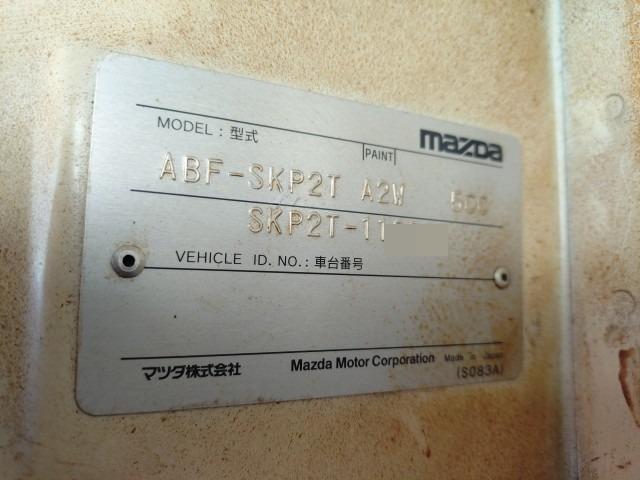 MODEL : 型式
PAINT
mazda
ABF-SKP2T A2W
SKP2T-11
VEHICLE ID. NO. : 車台番号
マツダ株式会社 Mazda Motor Corporation Made in Japan
(S083A)